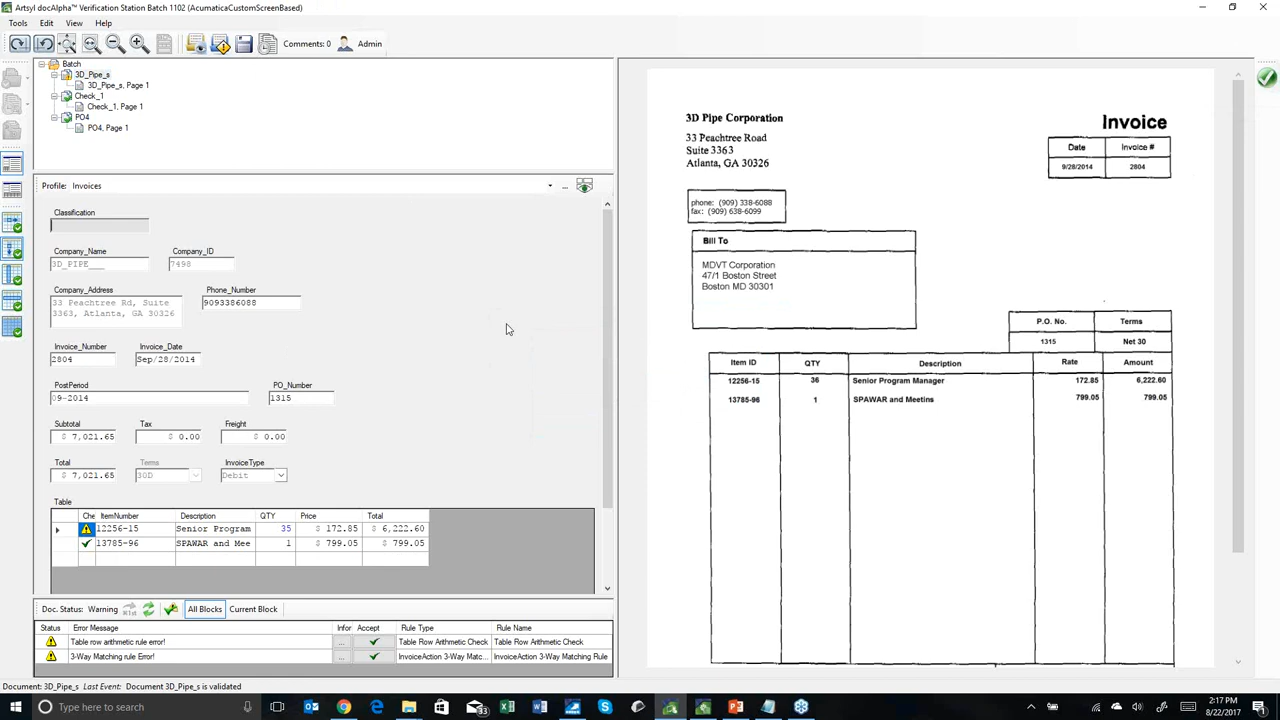 Artsyl docAlpha™ Verification Station Batch 1102 (AcumaticaCustomScreenBased)
Tools Edit View Help
Comments: 0 Admin
Batch
3D_Pipe_s
3D_Pipe_s, Page 1
Check_1
Check_1, Page 1
PO4
PO4, Page 1
Profile: Invoices ...
Classification
Company_Name Company_ID
3D_PIPE___ 7498
Company_Address Phone_Number
33 Peachtree Rd, Suite 9093386088
3363, Atlanta, GA 30326
Invoice_Number Invoice_Date
2804 Sep/28/2014
PostPeriod PO_Number
09-2014 1315
Subtotal Tax Freight
$ 7,021.65 $ 0.00 $ 0.00
Total Terms InvoiceType
$ 7,021.65 30D Debit
Table
Che ItemNumber Description QTY Price Total
12256-15 Senior Program 35 $ 172.85 $ 6,222.60
13785-96 SPAWAR and Mee 1 $ 799.05 $ 799.05
Doc. Status: Warning All Blocks Current Block
Status Error Message Infor Accept Rule Type Rule Name
Table row arithmetic rule error! ... Table Row Arithmetic Check Table Row Arithmetic Check
3-Way Matching rule Error! ... InvoiceAction 3-Way Matc... InvoiceAction 3-Way Matching Rule
Document: 3D_Pipe_s Last Event: Document 3D_Pipe_s is validated
3D Pipe Corporation
33 Peachtree Road
Suite 3363
Atlanta, GA 30326
Invoice
Date Invoice #
9/28/2014 2804
phone: (909) 338-6088
fax: (909) 638-6099
Bill To
MDVT Corporation
47/1 Boston Street
Boston MD 30301
P.O. No. Terms
1315 Net 30
Item ID QTY Description Rate Amount
12256-15 36 Senior Program Manager 172.85 6,222.60
13785-96 1 SPAWAR and Meetins 799.05 799.05
Type here to search
33
2:17 PM
8/22/2017